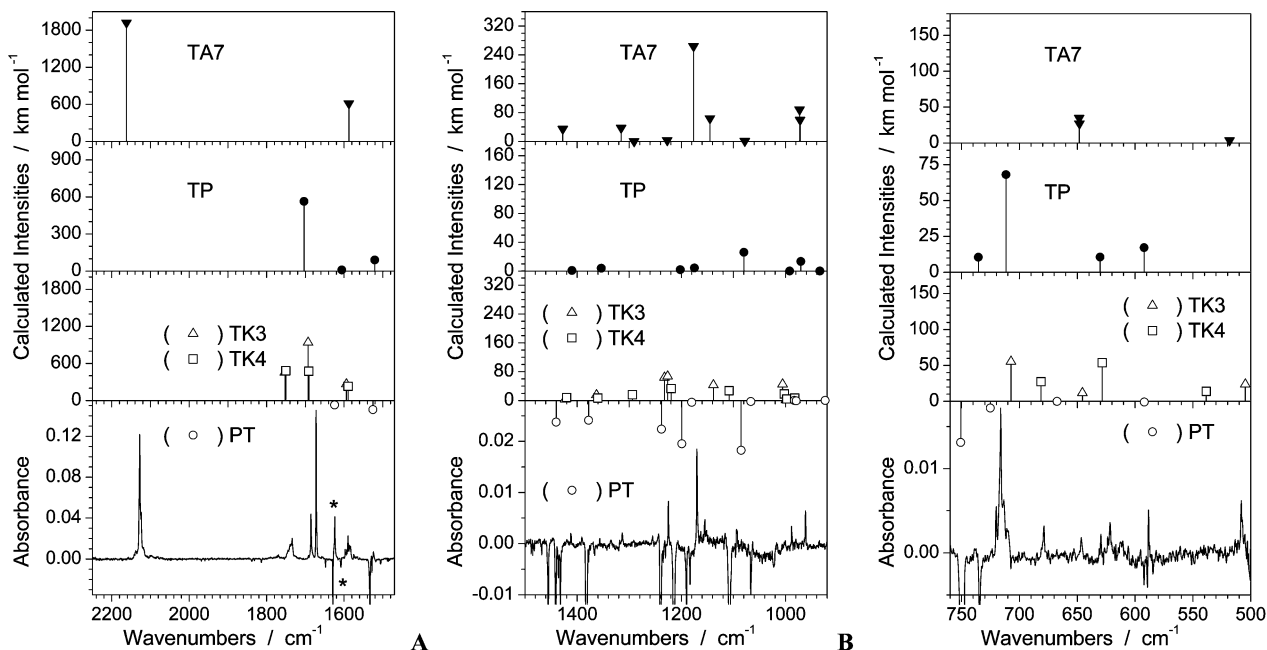 Calculated Intensities / km mol-1
1800
1200
600
0
TA7
900
600
300
0
TP
1800
1200
600
0
( △ ) TK3
( □ ) TK4
Absorbance
0.12
0.08
0.04
0.00
( ○ ) PT
*
*
2200 2000 1800 1600
Wavenumbers / cm-1
A
Calculated Intensities / km mol-1
320
240
160
80
0
TA7
160
120
80
40
0
TP
320
240
160
80
0
( △ ) TK3
( □ ) TK4
Absorbance
0.02
0.01
0.00
-0.01
( ○ ) PT
1400 1200 1000
Wavenumbers / cm-1
B
Calculated Intensities / km mol-1
150
100
50
0
TA7
75
50
25
0
TP
150
100
50
0
( △ ) TK3
( □ ) TK4
Absorbance
0.01
0.00
( ○ ) PT
750 700 650 600 550 500
Wavenumbers / cm-1